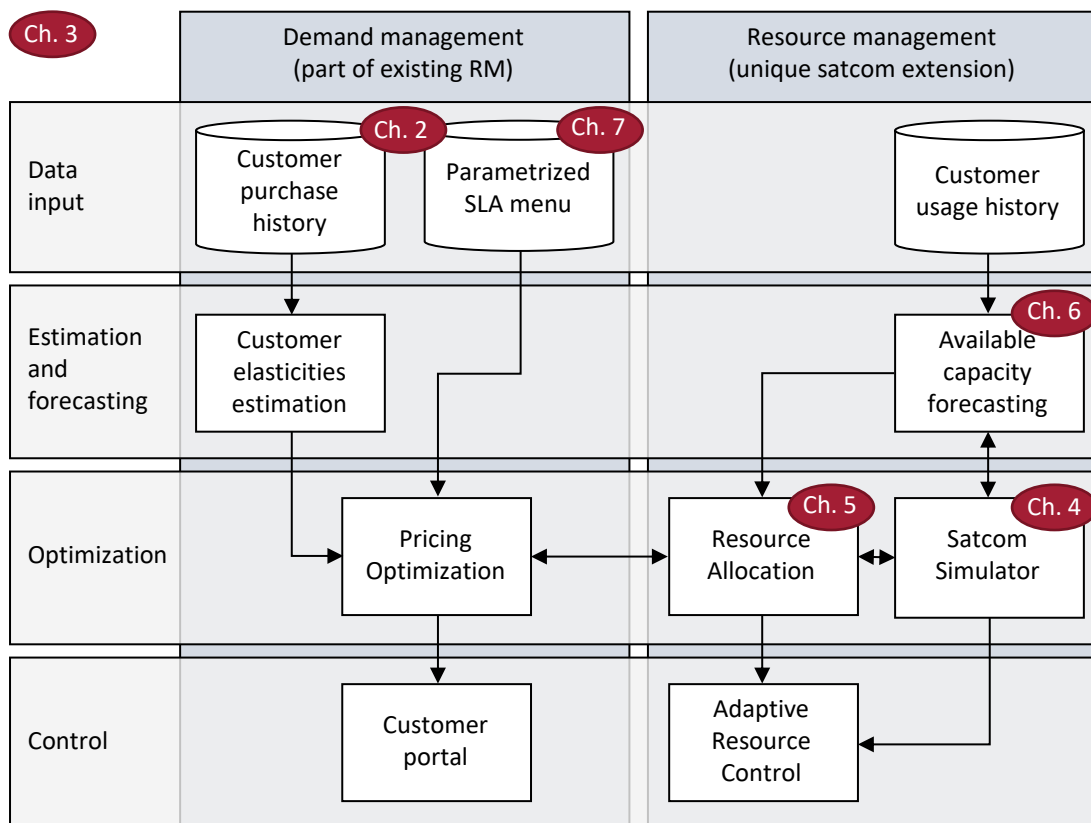 Ch. 3
Demand management
(part of existing RM)
Resource management
(unique satcom extension)
Data
input
Customer
purchase
history
Ch. 2
Parametrized
SLA menu
Ch. 7
Customer
usage history
Estimation
and
forecasting
Customer
elasticities
estimation
Available
capacity
forecasting
Ch. 6
Optimization
Pricing
Optimization
Resource
Allocation
Ch. 5
Satcom
Simulator
Ch. 4
Control
Customer
portal
Adaptive
Resource
Control